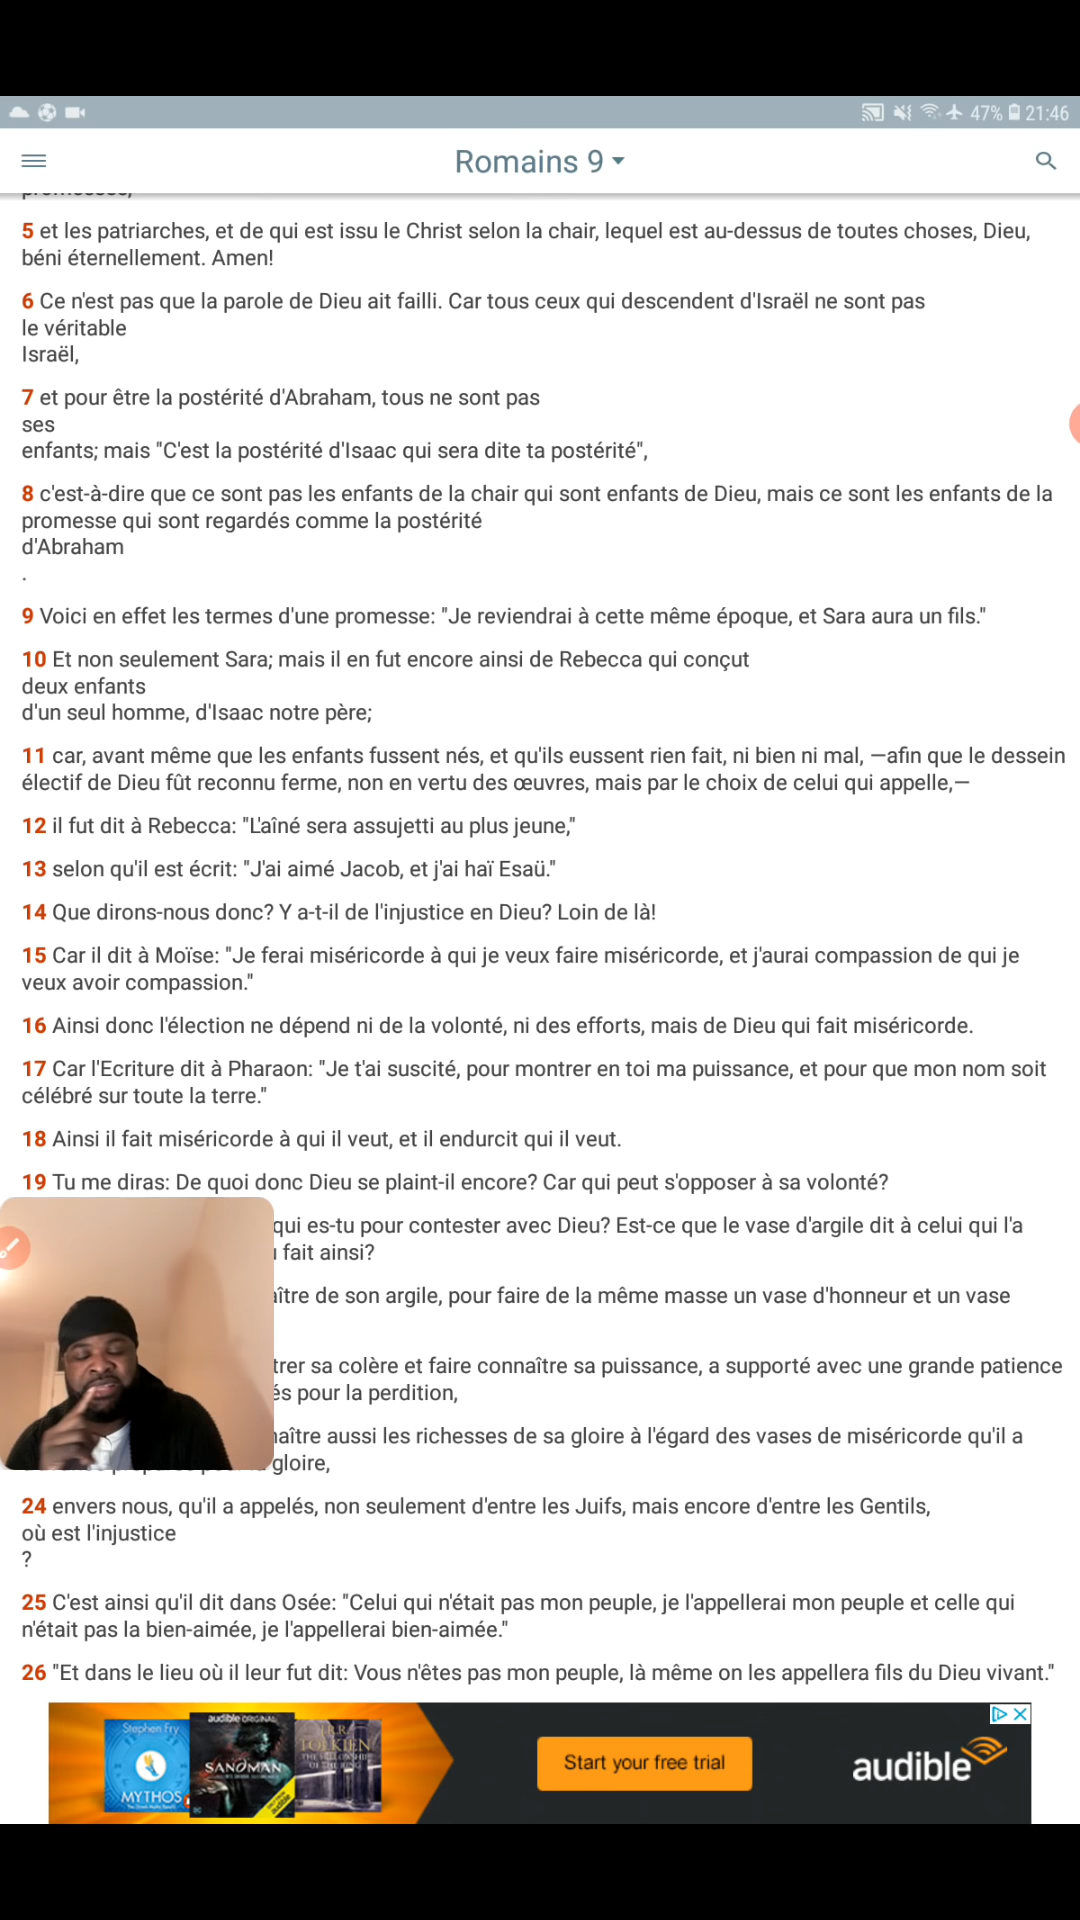 47% 21:46
Romains 9
5 et les patriarches, et de qui est issu le Christ selon la chair, lequel est au-dessus de toutes choses, Dieu,
béni éternellement. Amen!
6 Ce n'est pas que la parole de Dieu ait failli. Car tous ceux qui descendent d'Israël ne sont pas
le véritable
Israël,
7 et pour être la postérité d'Abraham, tous ne sont pas
ses
enfants; mais "C'est la postérité d'Isaac qui sera dite ta postérité",
8 c'est-à-dire que ce sont pas les enfants de la chair qui sont enfants de Dieu, mais ce sont les enfants de la
promesse qui sont regardés comme la postérité
d'Abraham
.
9 Voici en effet les termes d'une promesse: "Je reviendrai à cette même époque, et Sara aura un fils."
10 Et non seulement Sara; mais il en fut encore ainsi de Rebecca qui conçut
deux enfants
d'un seul homme, d'Isaac notre père;
11 car, avant même que les enfants fussent nés, et qu'ils eussent rien fait, ni bien ni mal, —afin que le dessein
électif de Dieu fût reconnu ferme, non en vertu des œuvres, mais par le choix de celui qui appelle,—
12 il fut dit à Rebecca: "L'aîné sera assujetti au plus jeune,"
13 selon qu'il est écrit: "J'ai aimé Jacob, et j'ai haï Esaü."
14 Que dirons-nous donc? Y a-t-il de l'injustice en Dieu? Loin de là!
15 Car il dit à Moïse: "Je ferai miséricorde à qui je veux faire miséricorde, et j'aurai compassion de qui je
veux avoir compassion."
16 Ainsi donc l'élection ne dépend ni de la volonté, ni des efforts, mais de Dieu qui fait miséricorde.
17 Car l'Ecriture dit à Pharaon: "Je t'ai suscité, pour montrer en toi ma puissance, et pour que mon nom soit
célébré sur toute la terre."
18 Ainsi il fait miséricorde à qui il veut, et il endurcit qui il veut.
19 Tu me diras: De quoi donc Dieu se plaint-il encore? Car qui peut s'opposer à sa volonté?
qui es-tu pour contester avec Dieu? Est-ce que le vase d'argile dit à celui qui l'a
fait ainsi?
de son argile, pour faire de la même masse un vase d'honneur et un vase
sa colère et faire connaître sa puissance, a supporté avec une grande patience
pour la perdition,
aussi les richesses de sa gloire à l'égard des vases de miséricorde qu'il a
gloire,
24 envers nous, qu'il a appelés, non seulement d'entre les Juifs, mais encore d'entre les Gentils,
où est l'injustice
?
25 C'est ainsi qu'il dit dans Osée: "Celui qui n'était pas mon peuple, je l'appellerai mon peuple et celle qui
n'était pas la bien-aimée, je l'appellerai bien-aimée."
26 "Et dans le lieu où il leur fut dit: Vous n'êtes pas mon peuple, là même on les appellera fils du Dieu vivant."
Stephen Fry
MYTHOS
audible ORIGINAL
SANDMAN
TOLKIEN
Start your free trial
audible